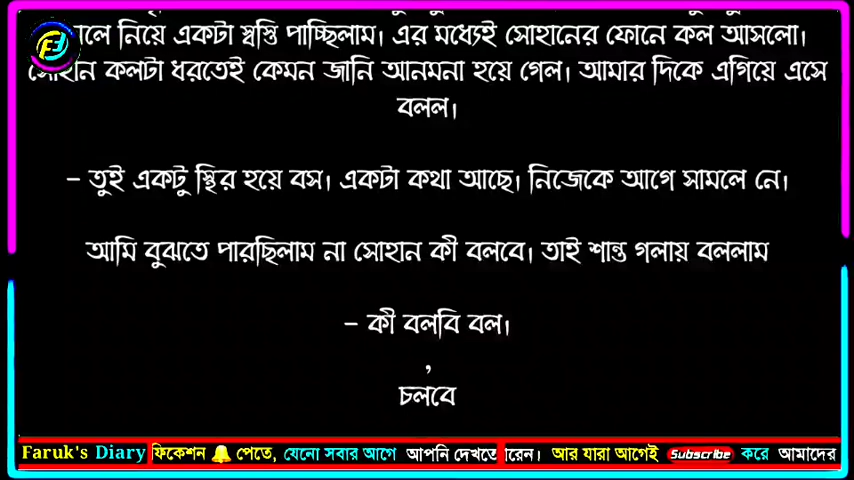 নিয়ে একটা স্বস্তি পাচ্ছিলাম। এর মধ্যেই সোহানের ফোনে কল আসলো।
সোহান কলটা ধরতেই কেমন জানি আনমনা হয়ে গেল। আমার দিকে এগিয়ে এসে
বলল।
– তুই একটু স্থির হয়ে বস। একটা কথা আছে। নিজেকে আগে সামলে নে।
আমি বুঝতে পারছিলাম না সোহান কী বলবে। তাই শান্ত গলায় বললাম
– কী বলবি বল।
,
চলবে
Faruk's Diary ফিকেশন 🔔 পেতে, যেনো সবার আগে আপনি দেখতে রেন। আর যারা আগেই Subscribe করে আমাদের